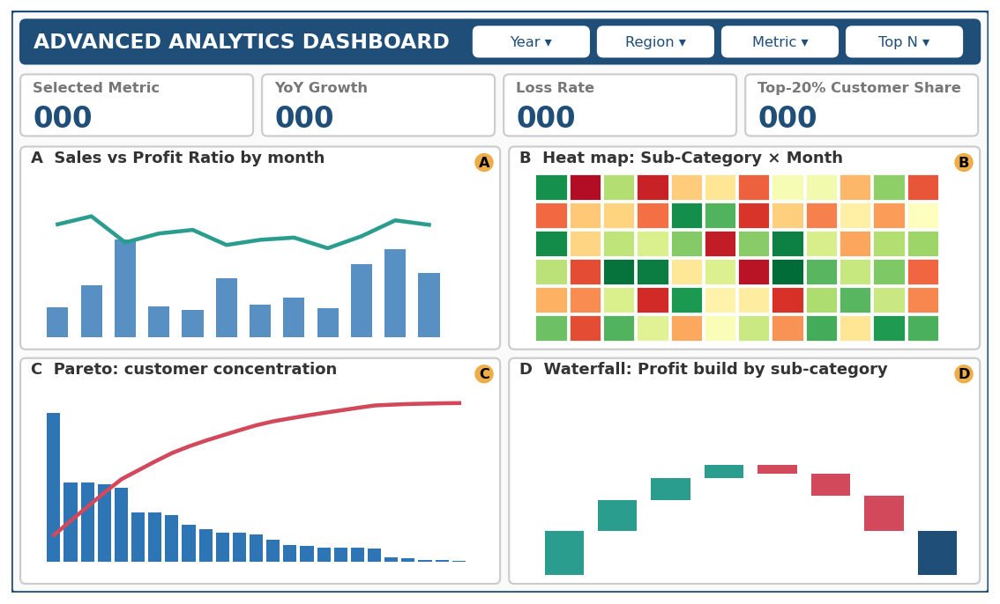 ADVANCED ANALYTICS DASHBOARD
Year ▾
Region ▾
Metric ▾
Top N ▾
Selected Metric
000
YoY Growth
000
Loss Rate
000
Top-20% Customer Share
000
A Sales vs Profit Ratio by month
A
B Heat map: Sub-Category × Month
B
C Pareto: customer concentration
C
D Waterfall: Profit build by sub-category
D